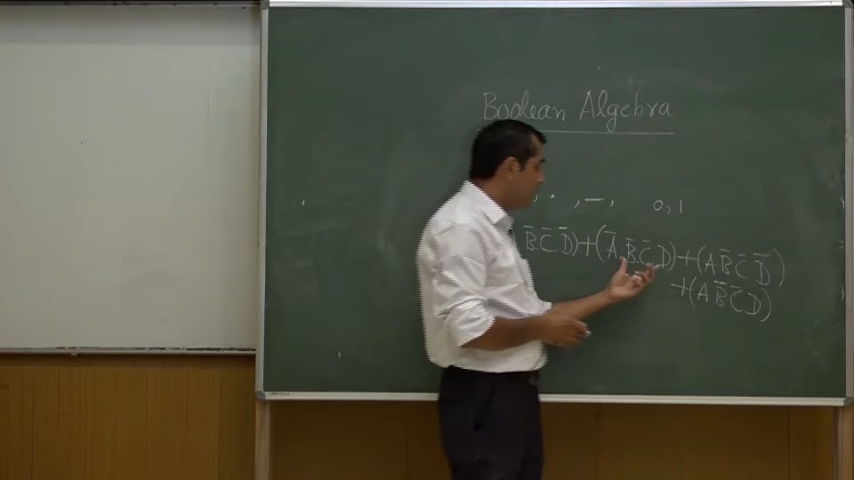 Boolean Algebra
, · , — , 0, 1
B̅ C̅ D̅) + (A̅ B̅ C̅ D) + (A B̅ C̅ D̅)
+ (A B̅ C̅ D)